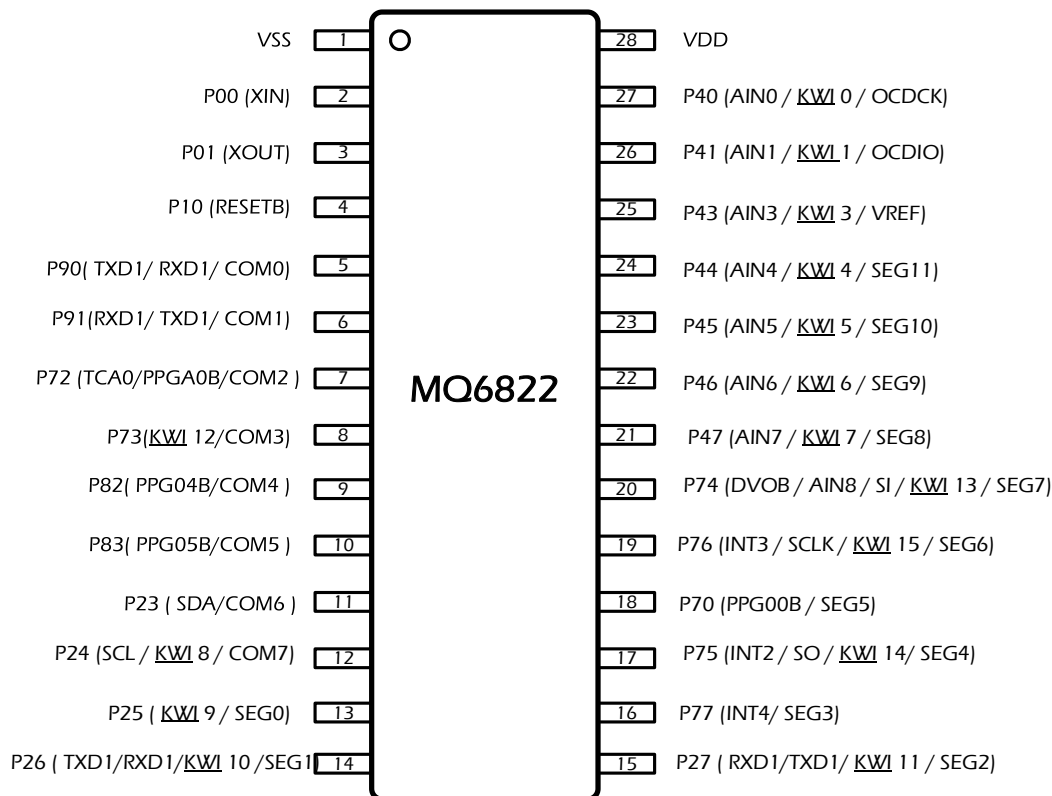 VSS 1 28 VDD
P00 (XIN) 2 27 P40 (AIN0 / KWI 0 / OCDCK)
P01 (XOUT) 3 26 P41 (AIN1 / KWI 1 / OCDIO)
P10 (RESETB) 4 25 P43 (AIN3 / KWI 3 / VREF)
P90( TXD1/ RXD1/ COM0) 5 24 P44 (AIN4 / KWI 4 / SEG11)
P91(RXD1/ TXD1/ COM1) 6 23 P45 (AIN5 / KWI 5 / SEG10)
P72 (TCA0/PPGA0B/COM2 ) 7 22 P46 (AIN6 / KWI 6 / SEG9)
MQ6822
P73(KWI 12/COM3) 8 21 P47 (AIN7 / KWI 7 / SEG8)
P82( PPG04B/COM4 ) 9 20 P74 (DVOB / AIN8 / SI / KWI 13 / SEG7)
P83( PPG05B/COM5 ) 10 19 P76 (INT3 / SCLK / KWI 15 / SEG6)
P23 ( SDA/COM6 ) 11 18 P70 (PPG00B / SEG5)
P24 (SCL / KWI 8 / COM7) 12 17 P75 (INT2 / SO / KWI 14/ SEG4)
P25 ( KWI 9 / SEG0) 13 16 P77 (INT4/ SEG3)
P26 ( TXD1/RXD1/KWI 10 /SEG1) 14 15 P27 ( RXD1/TXD1/ KWI 11 / SEG2)